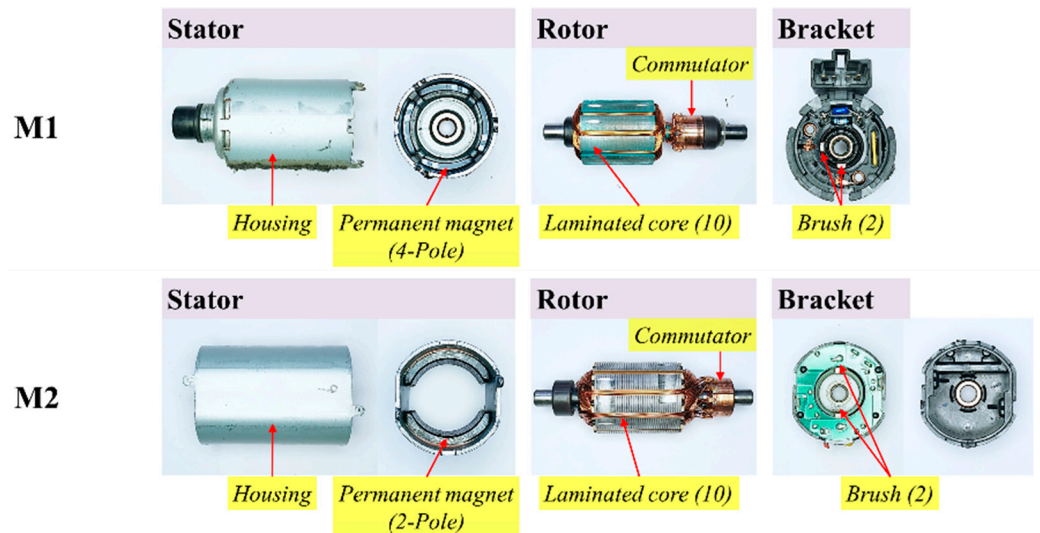 Stator
Rotor
Bracket
Commutator
M1
Housing
Permanent magnet
(4-Pole)
Laminated core (10)
Brush (2)
Stator
Rotor
Bracket
Commutator
M2
Housing
Permanent magnet
(2-Pole)
Laminated core (10)
Brush (2)